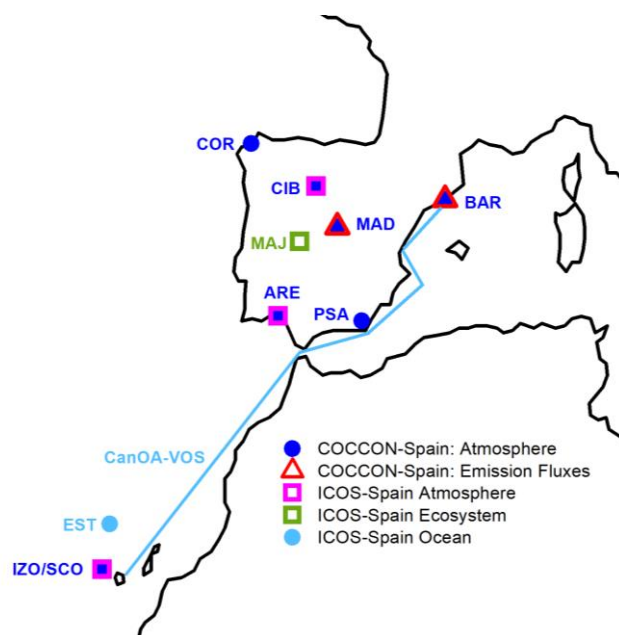 COR
CIB
BAR
MAD
MAJ
ARE
PSA
CanOA-VOS
COCCON-Spain: Atmosphere
COCCON-Spain: Emission Fluxes
ICOS-Spain Atmosphere
ICOS-Spain Ecosystem
ICOS-Spain Ocean
EST
IZO/SCO